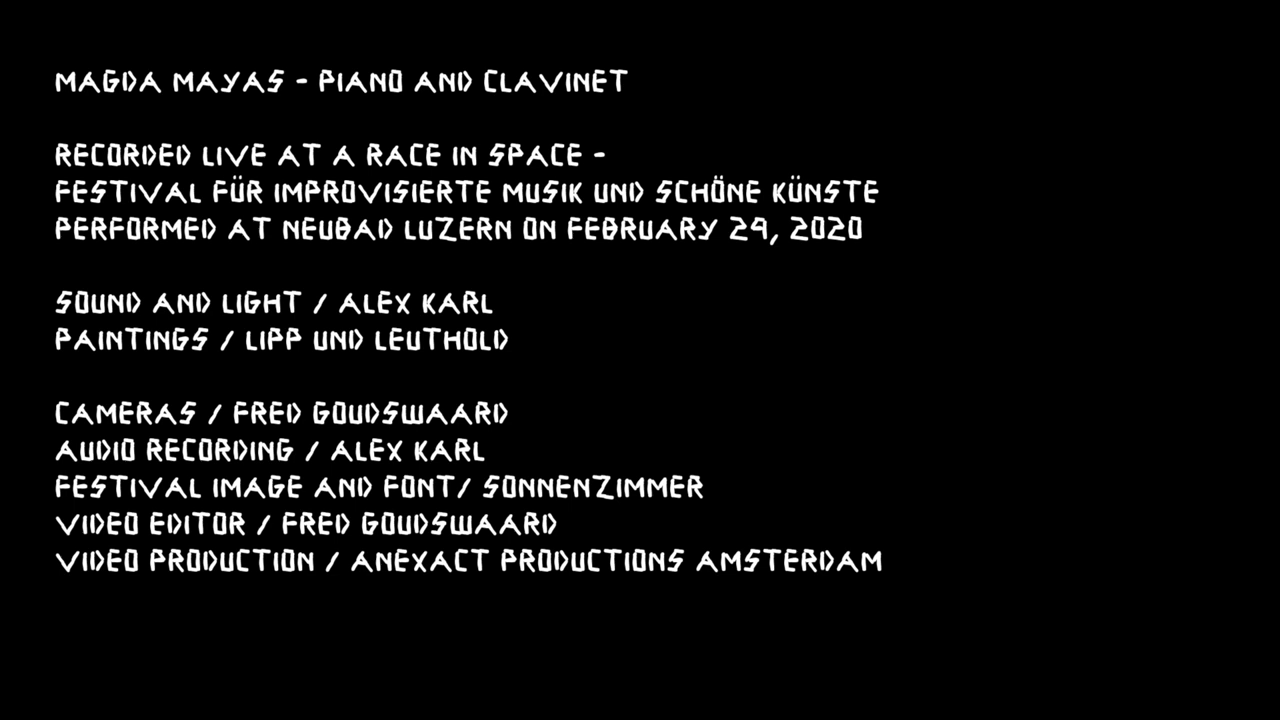 MAGDA MAYAS - PIANO AND CLAVINET
RECORDED LIVE AT A RACE IN SPACE -
FESTIVAL FÜR IMPROVISIERTE MUSIK UND SCHÖNE KÜNSTE
PERFORMED AT NEUBAD LUZERN ON FEBRUARY 29, 2020
SOUND AND LIGHT / ALEX KARL
PAINTINGS / LIPP UND LEUTHOLD
CAMERAS / FRED GOUDSWAARD
AUDIO RECORDING / ALEX KARL
FESTIVAL IMAGE AND FONT/ SONNENZIMMER
VIDEO EDITOR / FRED GOUDSWAARD
VIDEO PRODUCTION / ANEXACT PRODUCTIONS AMSTERDAM